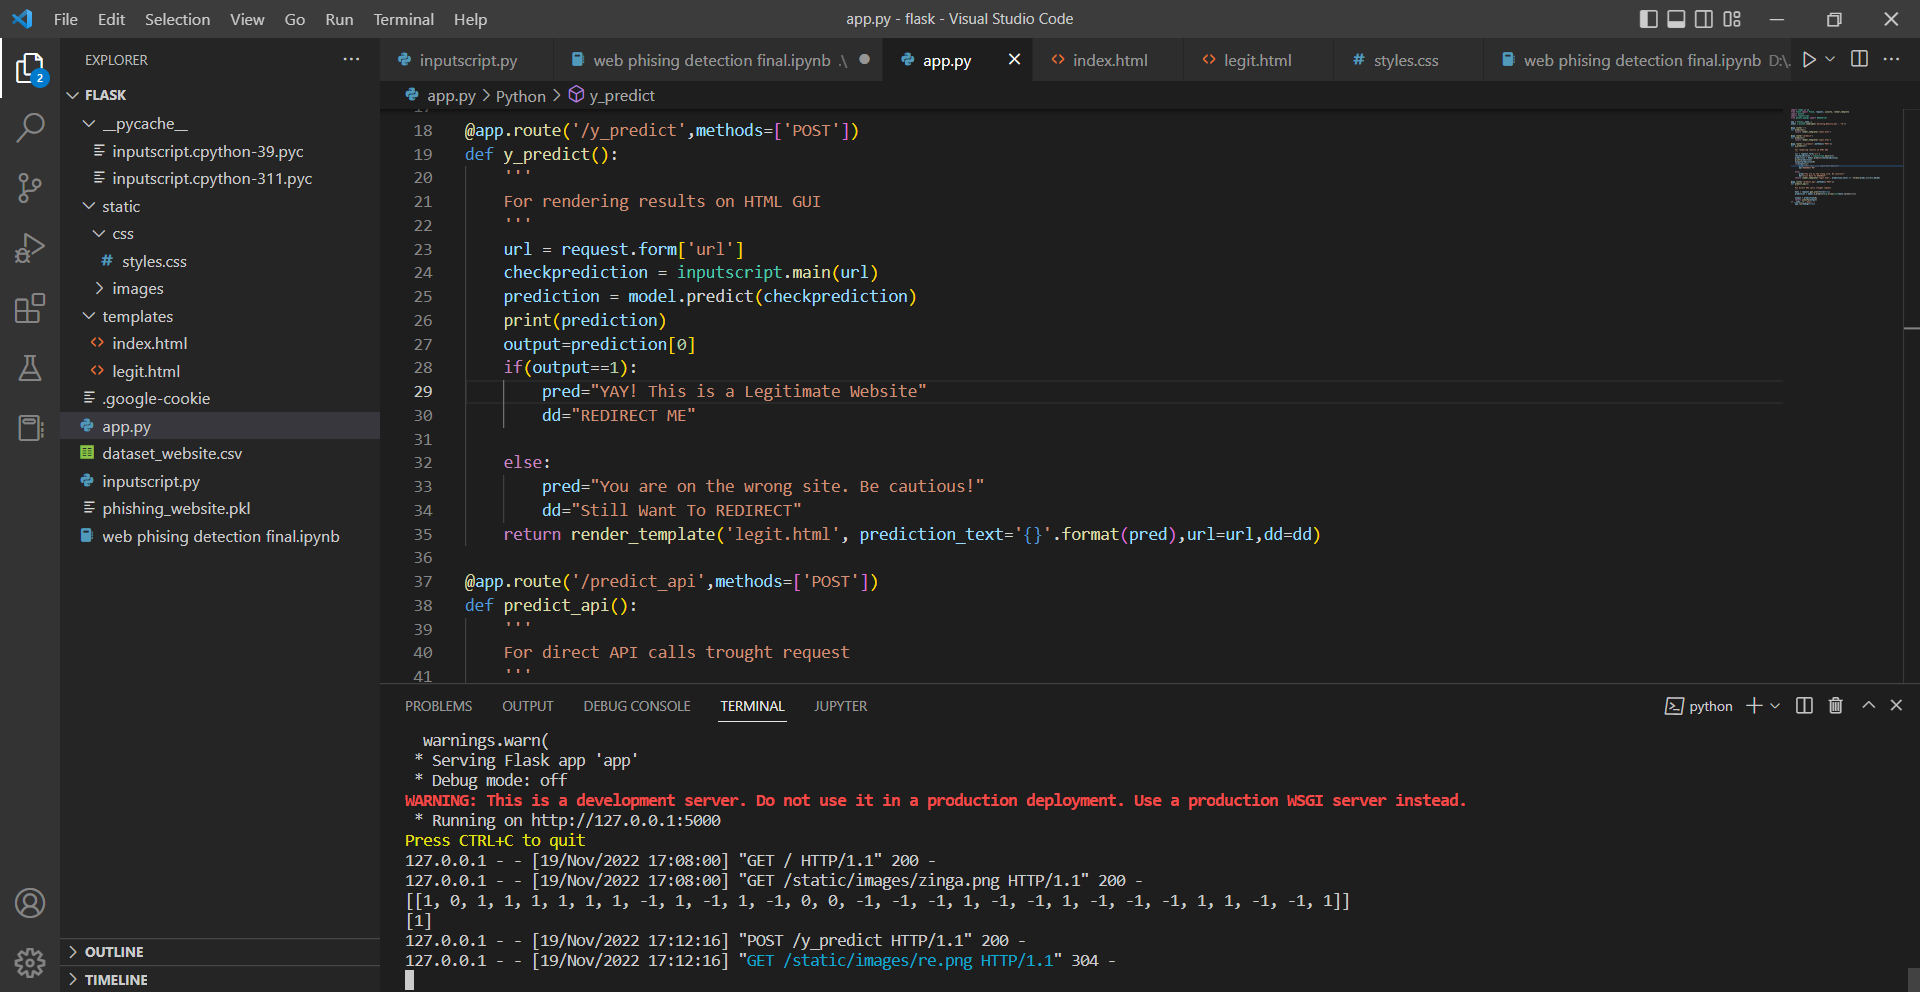 File Edit Selection View Go Run Terminal Help app.py - flask - Visual Studio Code
EXPLORER
2
FLASK
__pycache__
inputscript.cpython-39.pyc
inputscript.cpython-311.pyc
static
css
# styles.css
images
templates
<> index.html
<> legit.html
.google-cookie
app.py
dataset_website.csv
inputscript.py
phishing_website.pkl
web phising detection final.ipynb
OUTLINE
TIMELINE
inputscript.py web phising detection final.ipynb .\ app.py <> index.html <> legit.html # styles.css web phising detection final.ipynb D:\.
app.py > Python > y_predict
17
18 @app.route('/y_predict',methods=['POST'])
19 def y_predict():
20 '''
21 For rendering results on HTML GUI
22 '''
23 url = request.form['url']
24 checkprediction = inputscript.main(url)
25 prediction = model.predict(checkprediction)
26 print(prediction)
27 output=prediction[0]
28 if(output==1):
29 pred="YAY! This is a Legitimate Website"
30 dd="REDIRECT ME"
31
32 else:
33 pred="You are on the wrong site. Be cautious!"
34 dd="Still Want To REDIRECT"
35 return render_template('legit.html', prediction_text='{}'.format(pred),url=url,dd=dd)
36
37 @app.route('/predict_api',methods=['POST'])
38 def predict_api():
39 '''
40 For direct API calls trought request
41 '''
PROBLEMS OUTPUT DEBUG CONSOLE TERMINAL JUPYTER python
warnings.warn(
* Serving Flask app 'app'
* Debug mode: off
WARNING: This is a development server. Do not use it in a production deployment. Use a production WSGI server instead.
* Running on http://127.0.0.1:5000
Press CTRL+C to quit
127.0.0.1 - - [19/Nov/2022 17:08:00] "GET / HTTP/1.1" 200 -
127.0.0.1 - - [19/Nov/2022 17:08:00] "GET /static/images/zinga.png HTTP/1.1" 200 -
[[1, 0, 1, 1, 1, 1, 1, 1, -1, 1, -1, 1, -1, 0, 0, -1, -1, -1, 1, -1, -1, 1, -1, -1, -1, 1, 1, -1, -1, 1]]
[1]
127.0.0.1 - - [19/Nov/2022 17:12:16] "POST /y_predict HTTP/1.1" 200 -
127.0.0.1 - - [19/Nov/2022 17:12:16] "GET /static/images/re.png HTTP/1.1" 304 -